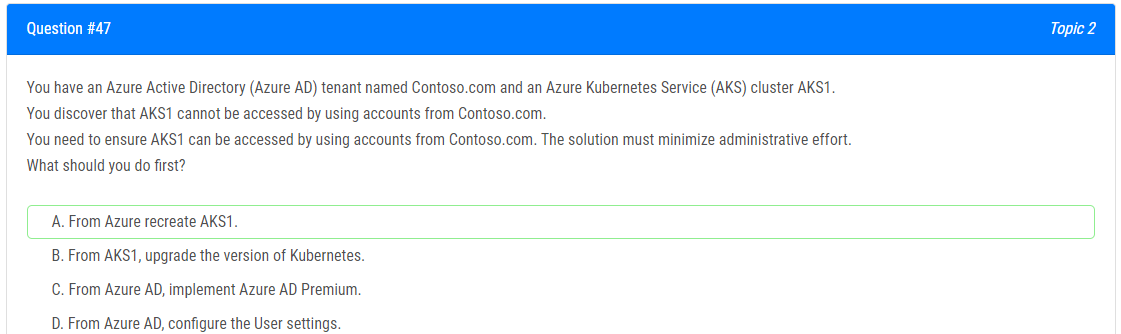 Question #47
Topic 2
You have an Azure Active Directory (Azure AD) tenant named Contoso.com and an Azure Kubernetes Service (AKS) cluster AKS1.
You discover that AKS1 cannot be accessed by using accounts from Contoso.com.
You need to ensure AKS1 can be accessed by using accounts from Contoso.com. The solution must minimize administrative effort.
What should you do first?
A. From Azure recreate AKS1.
B. From AKS1, upgrade the version of Kubernetes.
C. From Azure AD, implement Azure AD Premium.
D. From Azure AD, configure the User settings.